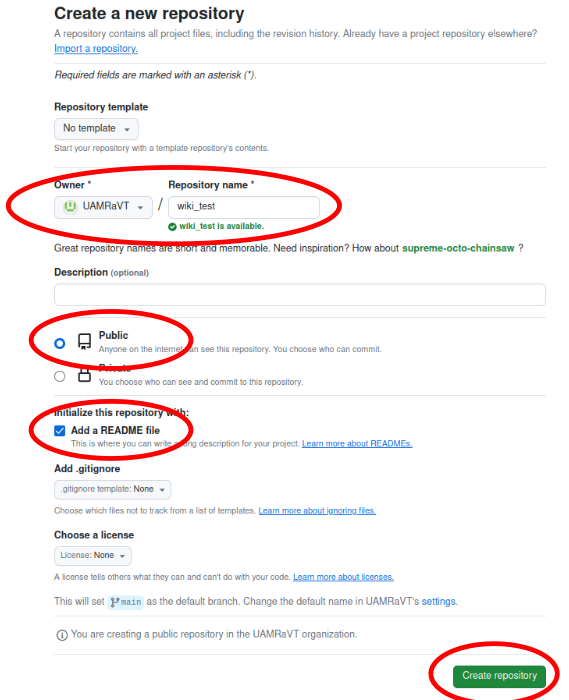 Create a new repository
A repository contains all project files, including the revision history. Already have a project repository elsewhere?
Import a repository.
Required fields are marked with an asterisk (*).
Repository template
No template
Start your repository with a template repository's contents.
Owner * Repository name *
UAMRaVT / wiki_test
wiki_test is available.
Great repository names are short and memorable. Need inspiration? How about supreme-octo-chainsaw ?
Description (optional)
Public
Anyone on the internet can see this repository. You choose who can commit.
Private
You choose who can see and commit to this repository.
Initialize this repository with:
Add a README file
This is where you can write a long description for your project. Learn more about READMEs.
Add .gitignore
.gitignore template: None
Choose which files not to track from a list of templates. Learn more about ignoring files.
Choose a license
License: None
A license tells others what they can and can't do with your code. Learn more about licenses.
This will set main as the default branch. Change the default name in UAMRaVT's settings.
You are creating a public repository in the UAMRaVT organization.
Create repository